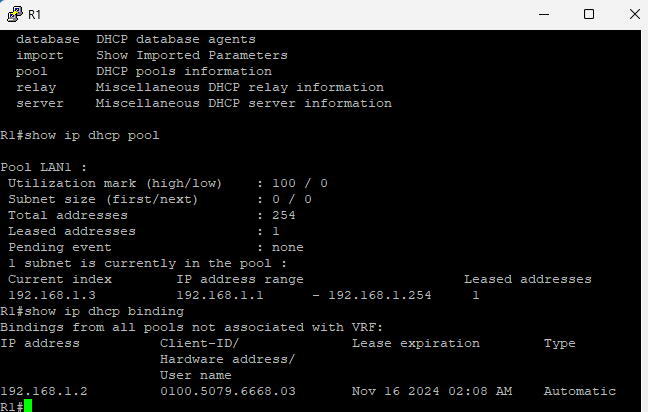 R1
database  DHCP database agents
import    Show Imported Parameters
pool      DHCP pools information
relay     Miscellaneous DHCP relay information
server    Miscellaneous DHCP server information
R1#show ip dhcp pool
Pool LAN1 :
Utilization mark (high/low)    : 100 / 0
Subnet size (first/next)       : 0 / 0
Total addresses                : 254
Leased addresses               : 1
Pending event                  : none
1 subnet is currently in the pool :
Current index        IP address range                    Leased addresses
192.168.1.3          192.168.1.1      - 192.168.1.254     1
R1#show ip dhcp binding
Bindings from all pools not associated with VRF:
IP address          Client-ID/              Lease expiration        Type
Hardware address/
User name
192.168.1.2         0100.5079.6668.03       Nov 16 2024 02:08 AM    Automatic
R1#